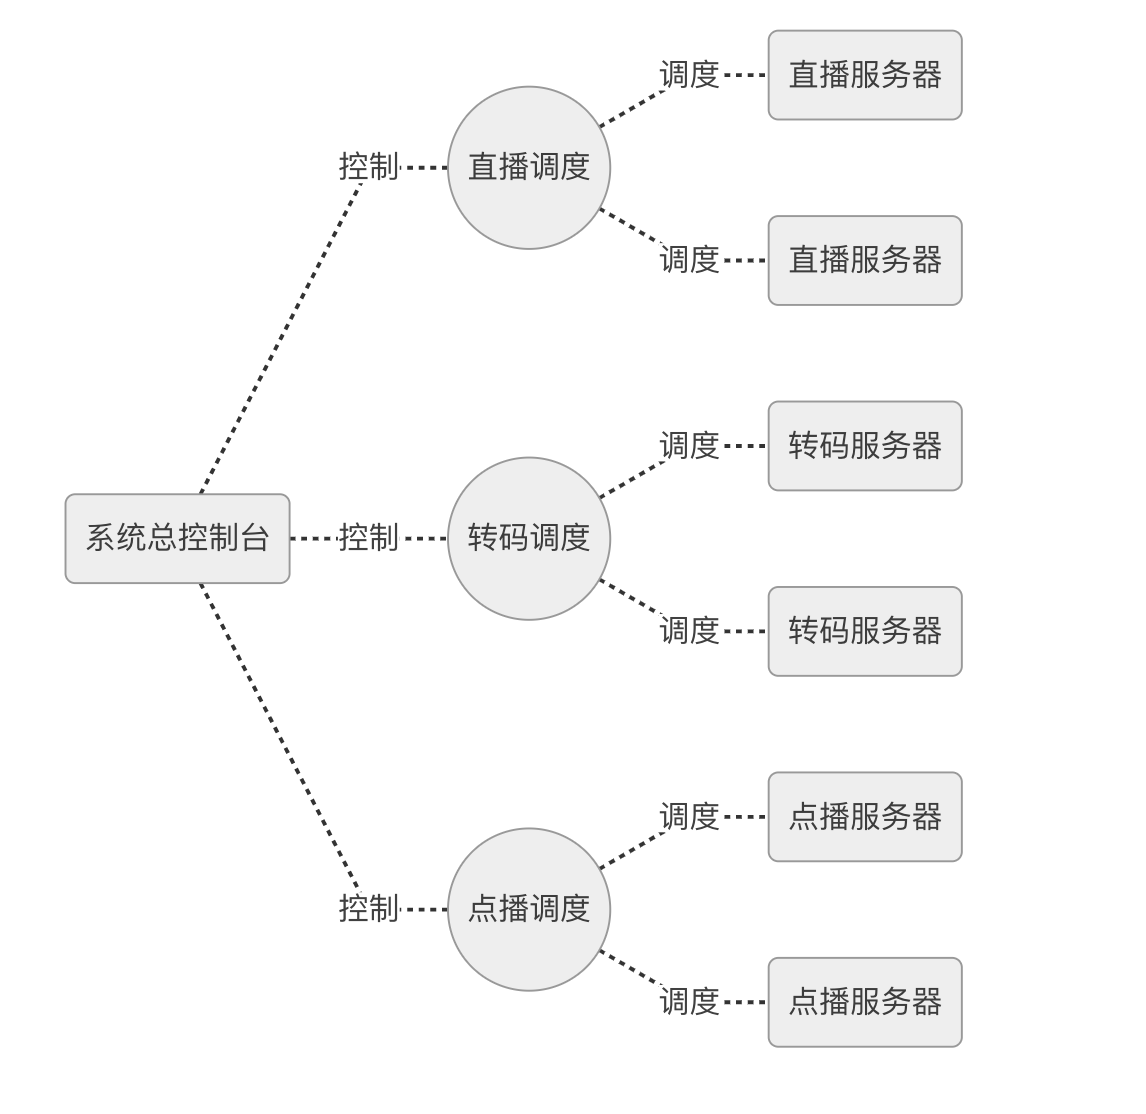 调度
直播服务器
控制
直播调度
调度
直播服务器
调度
转码服务器
系统总控制台
控制
转码调度
调度
转码服务器
调度
点播服务器
控制
点播调度
调度
点播服务器